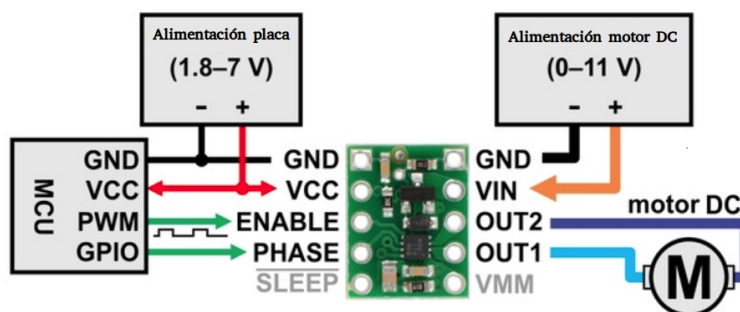 Alimentación placa
(1.8–7 V)
- +
Alimentación motor DC
(0–11 V)
- +
MCU
GND
VCC
PWM
GPIO
GND
VCC
ENABLE
PHASE
SLEEP
GND
VIN
OUT2
OUT1
VMM
motor DC
M